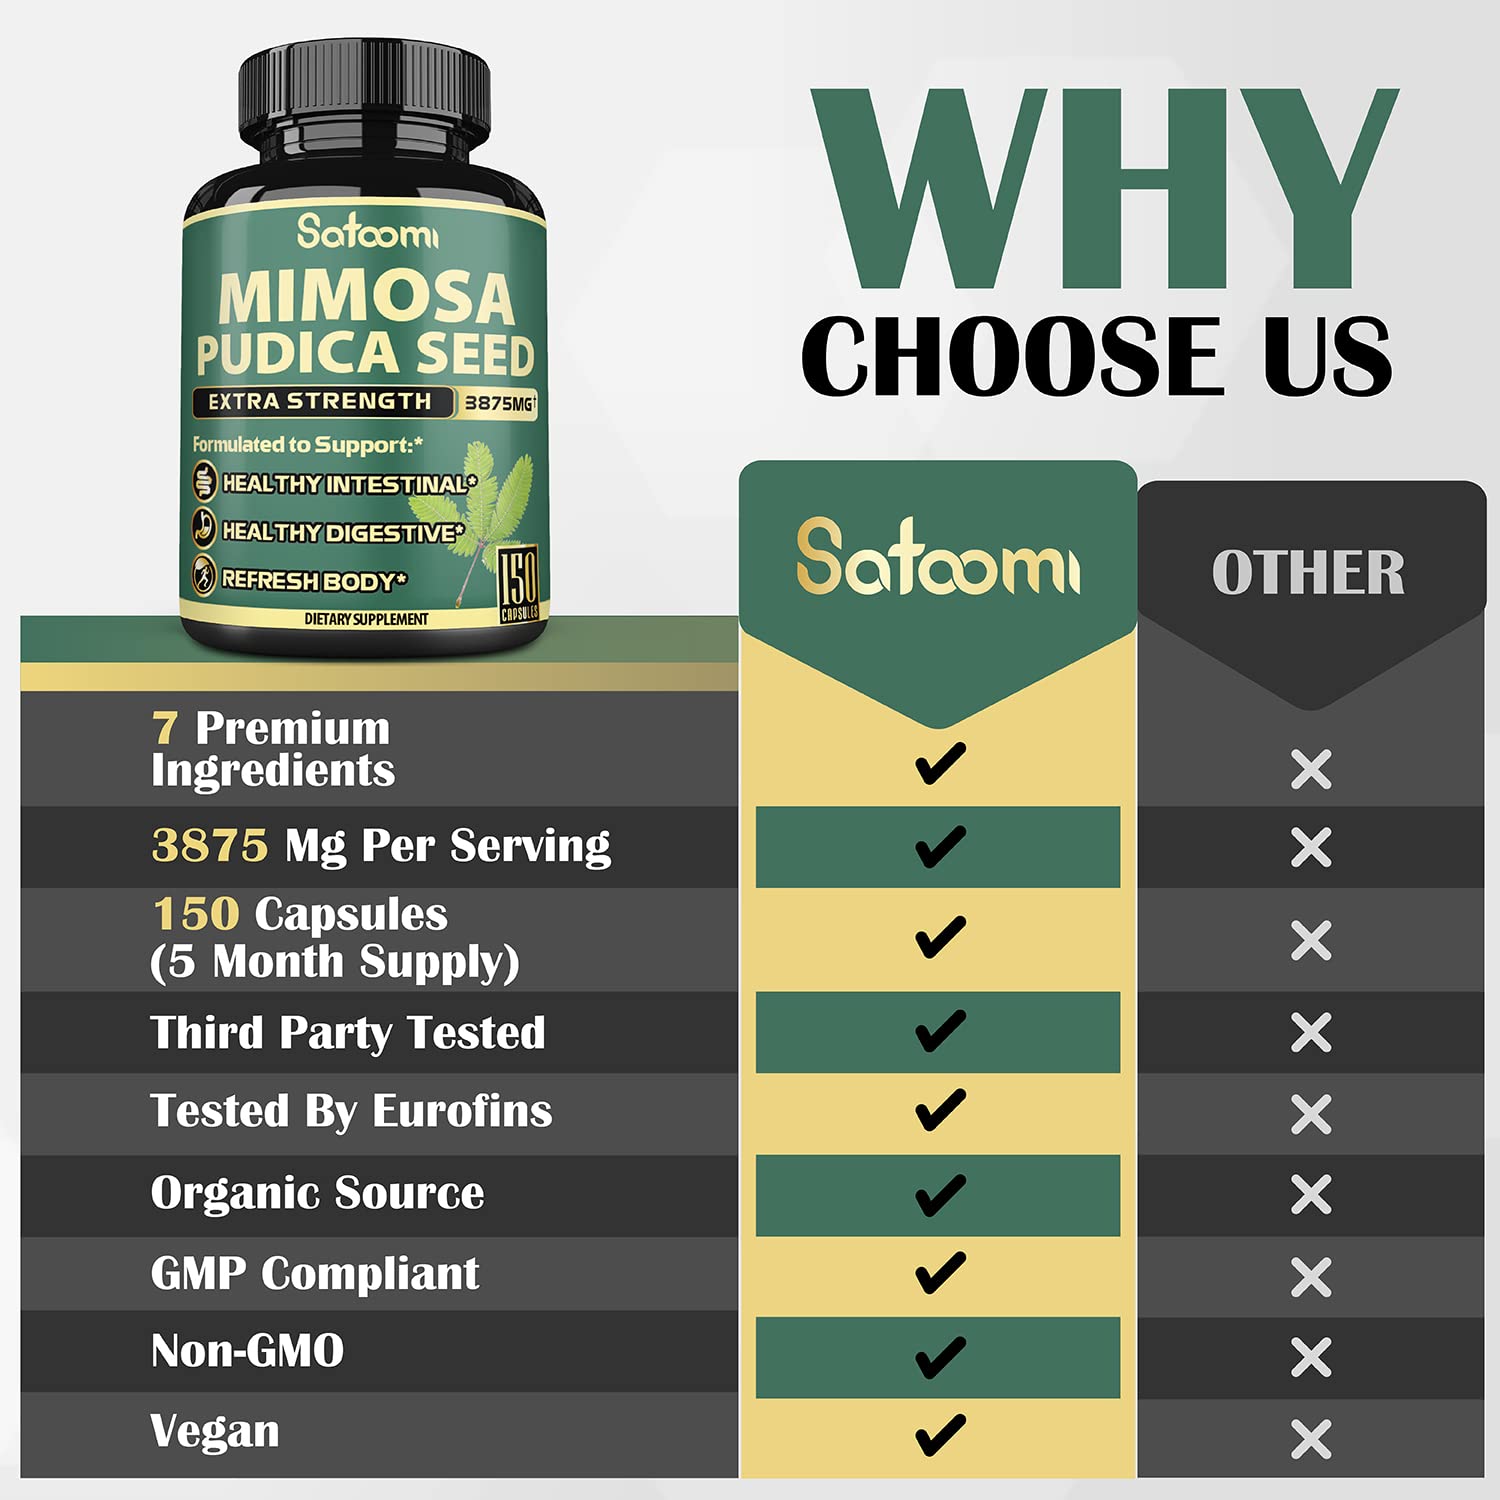 Satoomi
MIMOSA
PUDICA SEED
EXTRA STRENGTH 3875MG†
Formulated to Support:*
HEALTHY INTESTINAL*
HEALTHY DIGESTIVE*
REFRESH BODY*
150
CAPSULES
DIETARY SUPPLEMENT
WHY
CHOOSE US
Satoomi
OTHER
7 Premium
Ingredients
3875 Mg Per Serving
150 Capsules
(5 Month Supply)
Third Party Tested
Tested By Eurofins
Organic Source
GMP Compliant
Non-GMO
Vegan